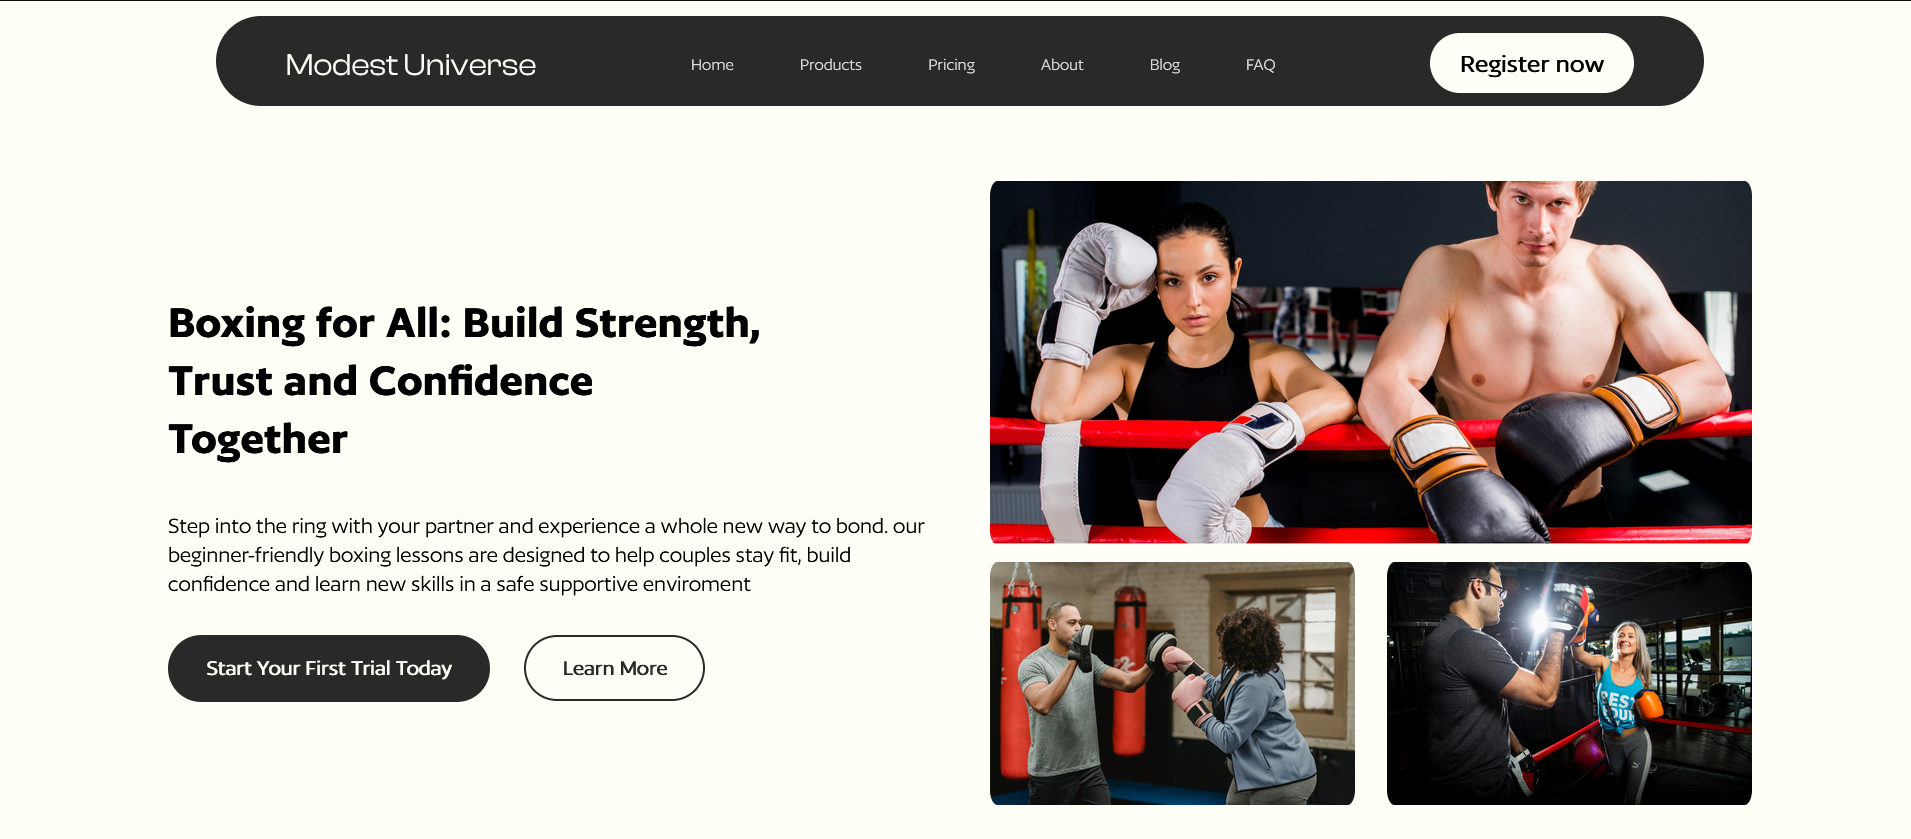 Modest Universe
Home
Products
Pricing
About
Blog
FAQ
Register now
Boxing for All: Build Strength,
Trust and Confidence
Together
Step into the ring with your partner and experience a whole new way to bond. our
beginner-friendly boxing lessons are designed to help couples stay fit, build
confidence and learn new skills in a safe supportive enviroment
Start Your First Trial Today
Learn More
BEST